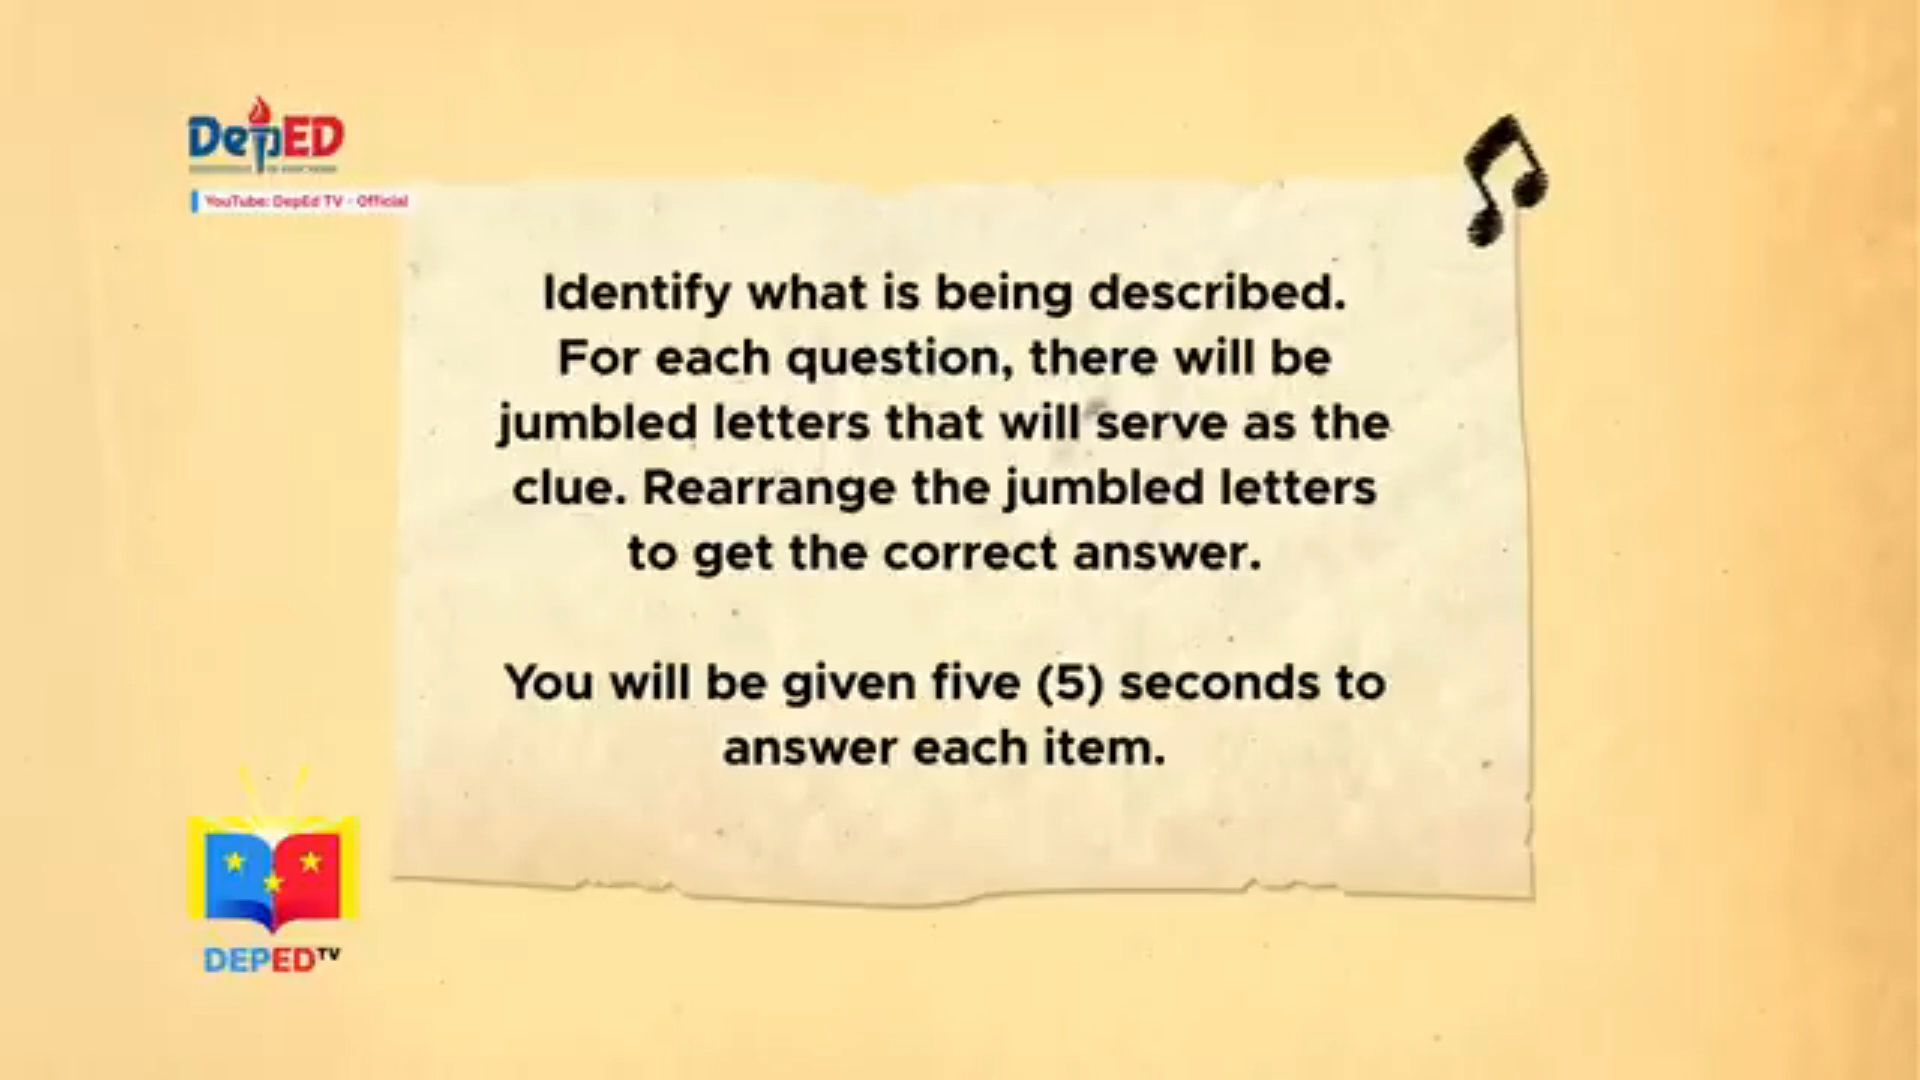 DepED
YouTube: DepEd TV - Official
Identify what is being described.
For each question, there will be
jumbled letters that will serve as the
clue. Rearrange the jumbled letters
to get the correct answer.
You will be given five (5) seconds to
answer each item.
DEPED TV